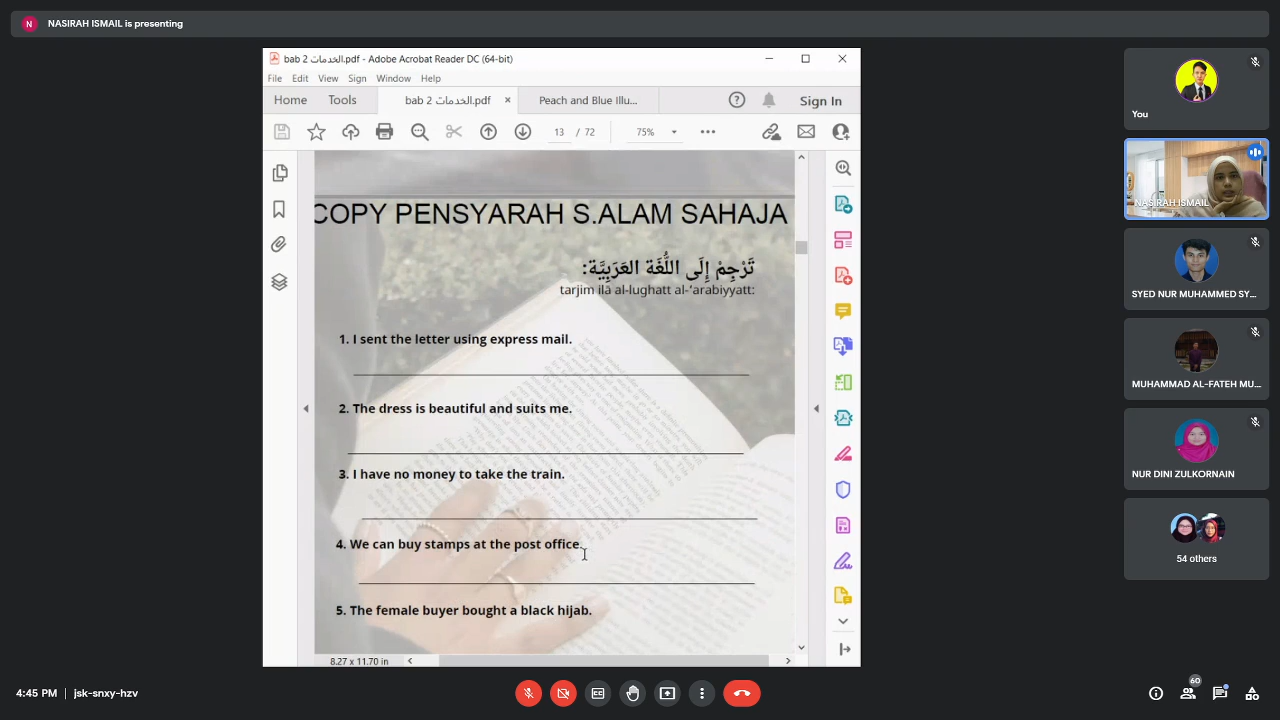 NASIRAH ISMAIL is presenting
bab 2 الخدمات.pdf - Adobe Acrobat Reader DC (64-bit)
File Edit View Sign Window Help
Home Tools bab 2 الخدمات.pdf Peach and Blue Illu... Sign In
13 / 72 75%
COPY PENSYARAH S.ALAM SAHAJA
تَرْجِمْ إِلَى اللُّغَة العَرَبِيَّة:
tarjim ilā al-lughatt al-'arabiyyatt:
1. I sent the letter using express mail.
2. The dress is beautiful and suits me.
3. I have no money to take the train.
4. We can buy stamps at the post office.
5. The female buyer bought a black hijab.
8.27 x 11.70 in
You
NASIRAH ISMAIL
SYED NUR MUHAMMED SY...
MUHAMMAD AL-FATEH MU...
NUR DINI ZULKORNAIN
54 others
4:45 PM | jsk-snxy-hzv
60